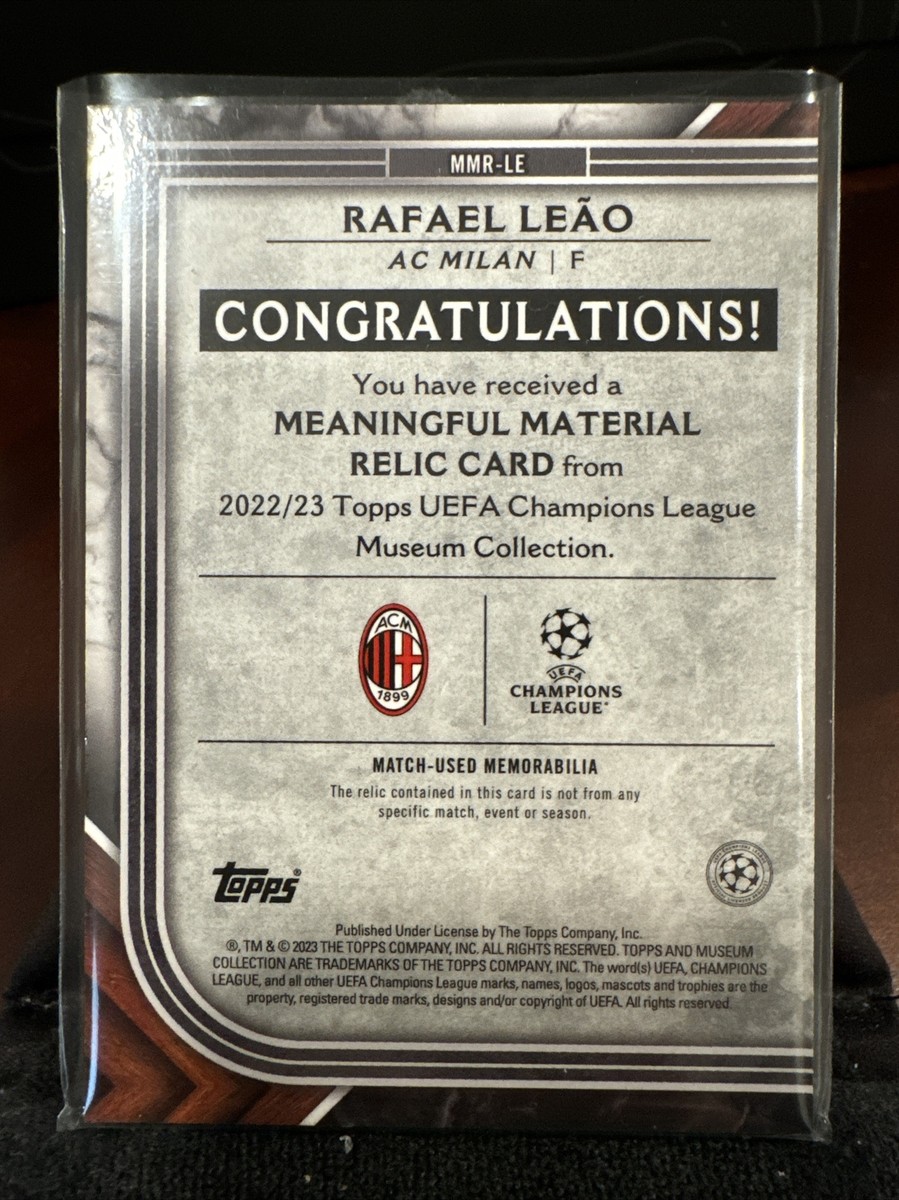 MMR-LE
RAFAEL LEÃO
AC MILAN | F
CONGRATULATIONS!
You have received a
MEANINGFUL MATERIAL
RELIC CARD from
2022/23 Topps UEFA Champions League
Museum Collection.
ACM
1899
UEFA
CHAMPIONS
LEAGUE
MATCH-USED MEMORABILIA
The relic contained in this card is not from any
specific match, event or season.
Topps®
Published Under License by The Topps Company, Inc.
®, TM & © 2023 THE TOPPS COMPANY, INC. ALL RIGHTS RESERVED. TOPPS AND MUSEUM
COLLECTION ARE TRADEMARKS OF THE TOPPS COMPANY, INC. The word(s) UEFA, CHAMPIONS
LEAGUE, and all other UEFA Champions League marks, names, logos, mascots and trophies are the
property, registered trade marks, designs and/or copyright of UEFA. All rights reserved.